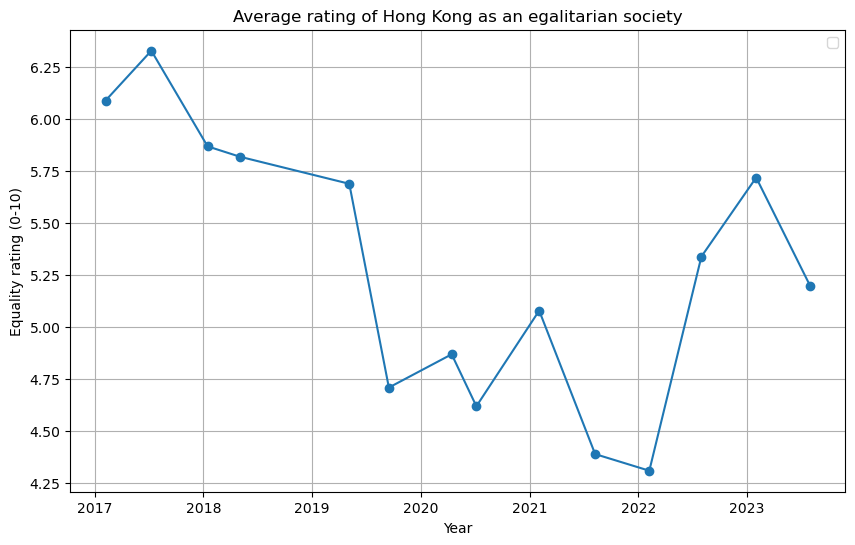 Average rating of Hong Kong as an egalitarian society
Equality rating (0-10)
6.25
6.00
5.75
5.50
5.25
5.00
4.75
4.50
4.25
2017 2018 2019 2020 2021 2022 2023
Year